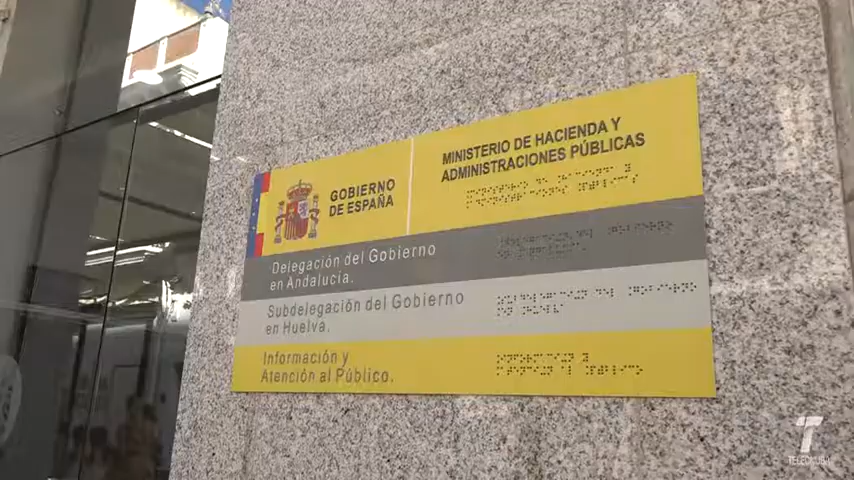 GOBIERNO
DE ESPAÑA
MINISTERIO DE HACIENDA Y
ADMINISTRACIONES PÚBLICAS
Delegación del Gobierno
en Andalucía.
Subdelegación del Gobierno
en Huelva.
Información y
Atención al Público.